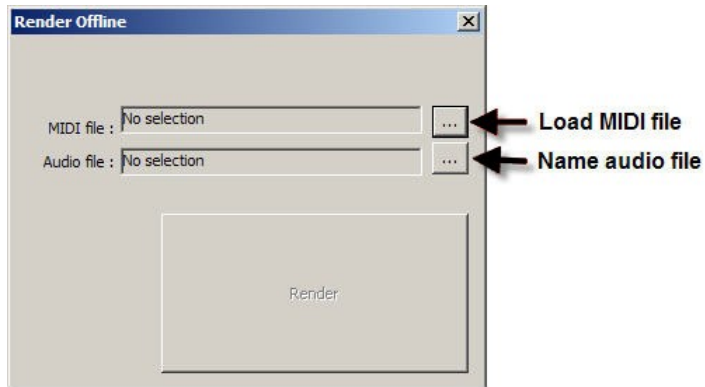 Render Offline
MIDI file : No selection ... Load MIDI file
Audio file : No selection ... Name audio file
Render